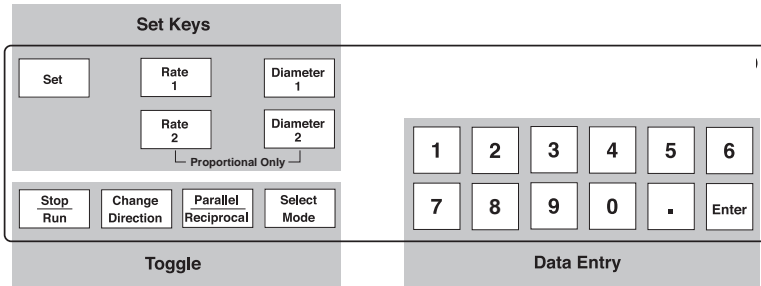 Set Keys
Set
Rate
1
Diameter
1
Rate
2
Diameter
2
Proportional Only
1 2 3 4 5 6
Stop
Run
Change
Direction
Parallel
Reciprocal
Select
Mode
7 8 9 0 . Enter
Toggle
Data Entry